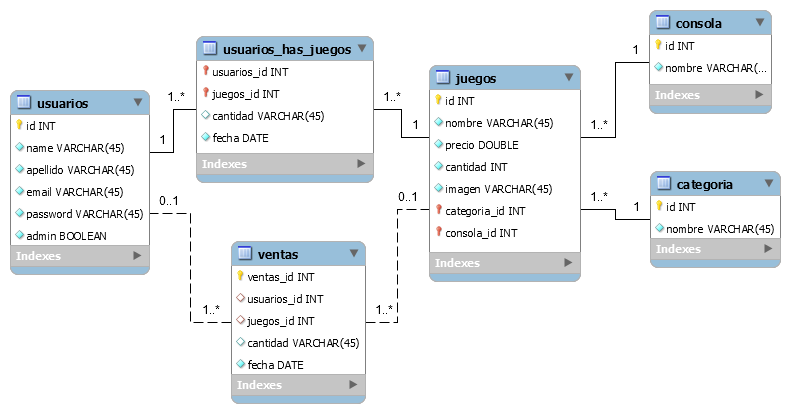 usuarios
id INT
name VARCHAR(45)
apellido VARCHAR(45)
email VARCHAR(45)
password VARCHAR(45)
admin BOOLEAN
Indexes
1
1..*
0..1
1..*
usuarios_has_juegos
usuarios_id INT
juegos_id INT
cantidad VARCHAR(45)
fecha DATE
Indexes
1..*
1
ventas
ventas_id INT
usuarios_id INT
juegos_id INT
cantidad VARCHAR(45)
fecha DATE
Indexes
1..*
0..1
juegos
id INT
nombre VARCHAR(45)
precio DOUBLE
cantidad INT
imagen VARCHAR(45)
categoria_id INT
consola_id INT
Indexes
1..*
1
1..*
1
consola
id INT
nombre VARCHAR(...
Indexes
categoria
id INT
nombre VARCHAR(45)
Indexes